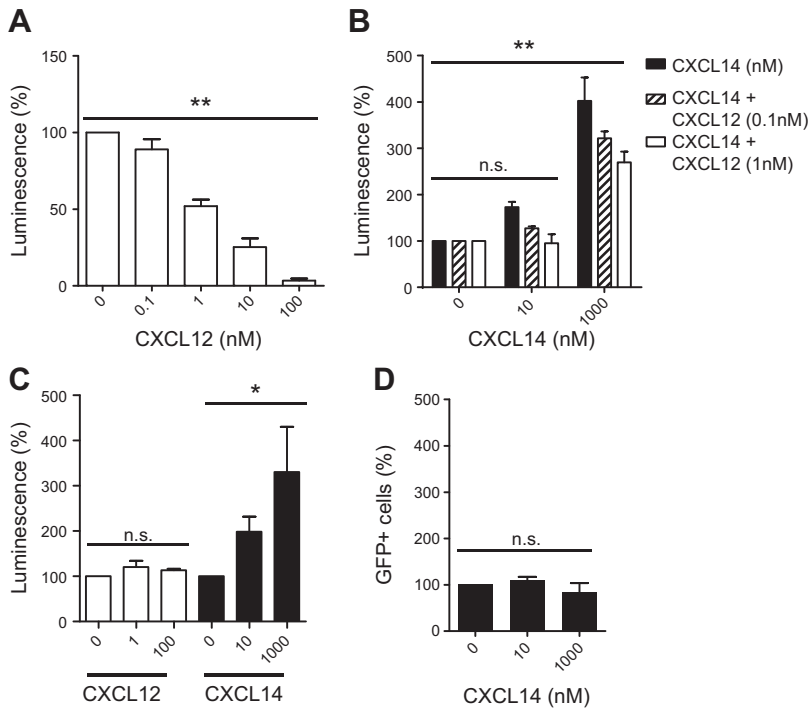 A
150
100
50
0
Luminescence (%)
**
0
0.1
1
10
100
CXCL12 (nM)
B
500
400
300
200
100
0
Luminescence (%)
**
n.s.
0
10
1000
CXCL14 (nM)
CXCL14 (nM)
CXCL14 +
CXCL12 (0.1nM)
CXCL14 +
CXCL12 (1nM)
C
500
400
300
200
100
0
Luminescence (%)
n.s.
*
0
1
100
0
10
1000
CXCL12
CXCL14
D
500
400
300
200
100
0
GFP+ cells (%)
n.s.
0
10
1000
CXCL14 (nM)